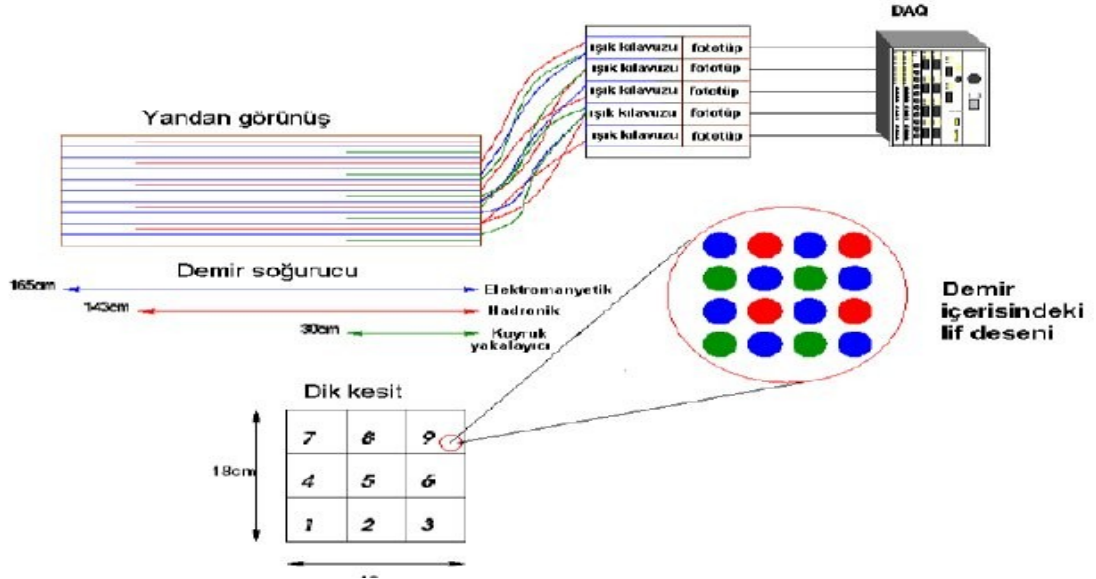 DAQ
ışık kılavuzu fototüp
ışık kılavuzu fototüp
ışık kılavuzu fototüp
ışık kılavuzu fototüp
ışık kılavuzu fototüp
Yandan görünüş
Demir soğurucu
165cm
Elektromanyetik
143cm
Hadronik
30cm
Kuyruk
yakalayıcı
Demir
içerisindeki
lif deseni
Dik kesit
7 8 9
18cm
4 5 6
1 2 3